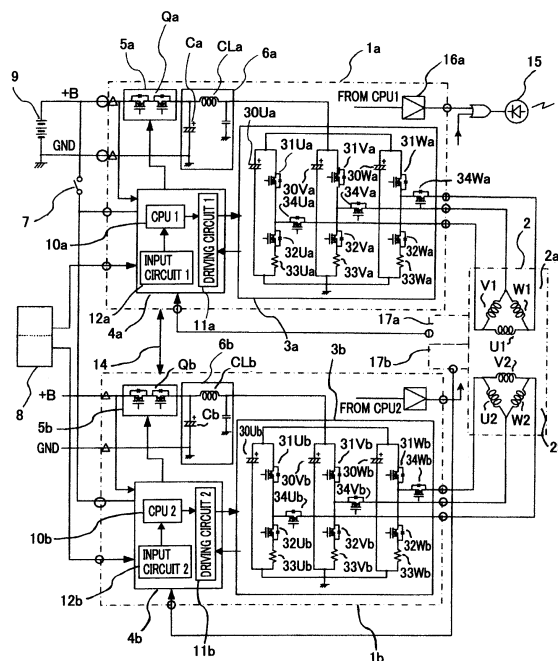 5a
Qa
Ca
CLa
6a
1a
16a
15
9
+B
30Ua
FROM CPU1
31Ua
31Va
31Wa
GND
30Va
30Wa
34Wa
34Ua
34Va
7
CPU 1
10a
INPUT CIRCUIT 1
DRIVING CIRCUIT 1
32Ua
32Va
32Wa
33Ua
33Va
33Wa
2
2a
12a
4a
11a
3a
17a
V1
W1
U1
14
17b
8
Qb
6b
CLb
3b
V2
U2
W2
2
+B
5b
Cb
FROM CPU2
GND
30Ub
31Ub
31Vb
31Wb
30Vb
30Wb
34Wb
34Ub
34Vb
CPU 2
10b
INPUT CIRCUIT 2
DRIVING CIRCUIT 2
32Ub
32Vb
32Wb
33Ub
33Vb
33Wb
12b
4b
11b
1b